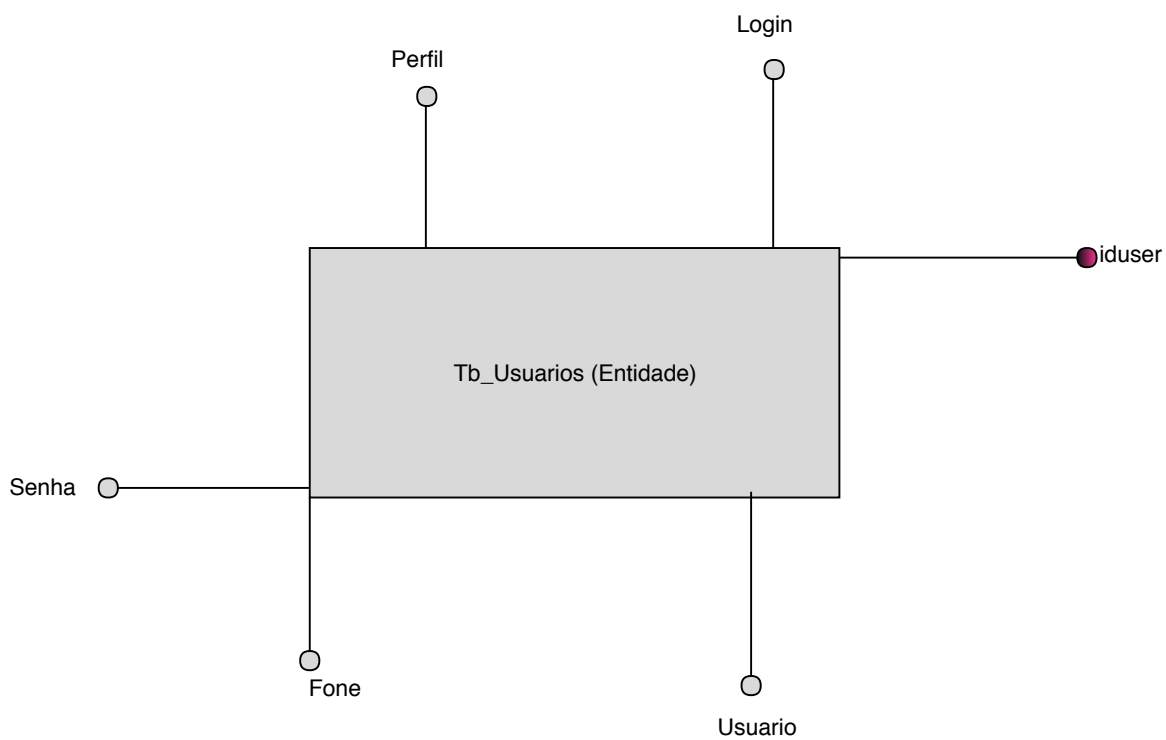 Login
Perfil
iduser
Tb_Usuarios (Entidade)
Senha
Fone
Usuario